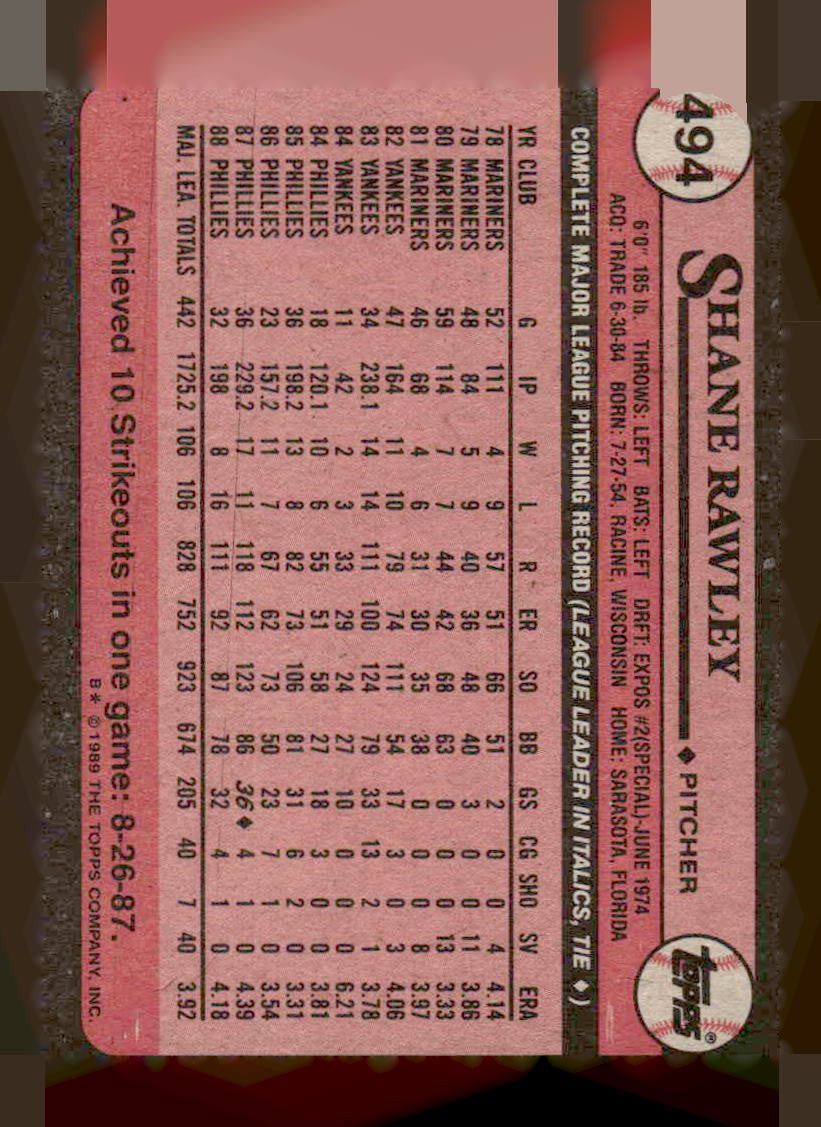 494
SHANE RAWLEY ♦ PITCHER
topps®
6'0" 185 lb. THROWS: LEFT BATS: LEFT DRFT: EXPOS #2(SPECIAL)-JUNE 1974
ACQ: TRADE 6-30-84 BORN: 7-27-54, RACINE, WISCONSIN HOME: SARASOTA, FLORIDA
COMPLETE MAJOR LEAGUE PITCHING RECORD (LEAGUE LEADER IN ITALICS, TIE ♦)
YR CLUB G IP W L R ER SO BB GS CG SHO SV ERA
78 MARINERS 52 111 4 9 57 51 66 51 2 0 0 4 4.14
79 MARINERS 48 84 5 9 40 36 48 40 3 0 0 11 3.86
80 MARINERS 59 114 7 7 44 42 68 63 0 0 0 13 3.33
81 MARINERS 46 68 4 6 31 30 35 38 0 0 0 8 3.97
82 YANKEES 47 164 11 10 79 74 111 54 17 3 0 3 4.06
83 YANKEES 34 238.1 14 14 111 100 124 79 33 13 2 1 3.78
84 YANKEES 11 42 2 3 33 29 24 27 10 0 0 0 6.21
84 PHILLIES 18 120.1 10 6 55 51 58 27 18 3 0 0 3.81
85 PHILLIES 36 198.2 13 8 82 73 106 81 31 6 2 0 3.31
86 PHILLIES 23 157.2 11 7 67 62 73 50 23 7 1 0 3.54
87 PHILLIES 36 229.2 17 11 118 112 123 86 36♦ 4 1 0 4.39
88 PHILLIES 32 198 8 16 111 92 87 78 32 4 1 0 4.18
MAJ. LEA. TOTALS 442 1725.2 106 106 828 752 923 674 205 40 7 40 3.92
Achieved 10 Strikeouts in one game: 8-26-87.
B* © 1989 THE TOPPS COMPANY, INC.